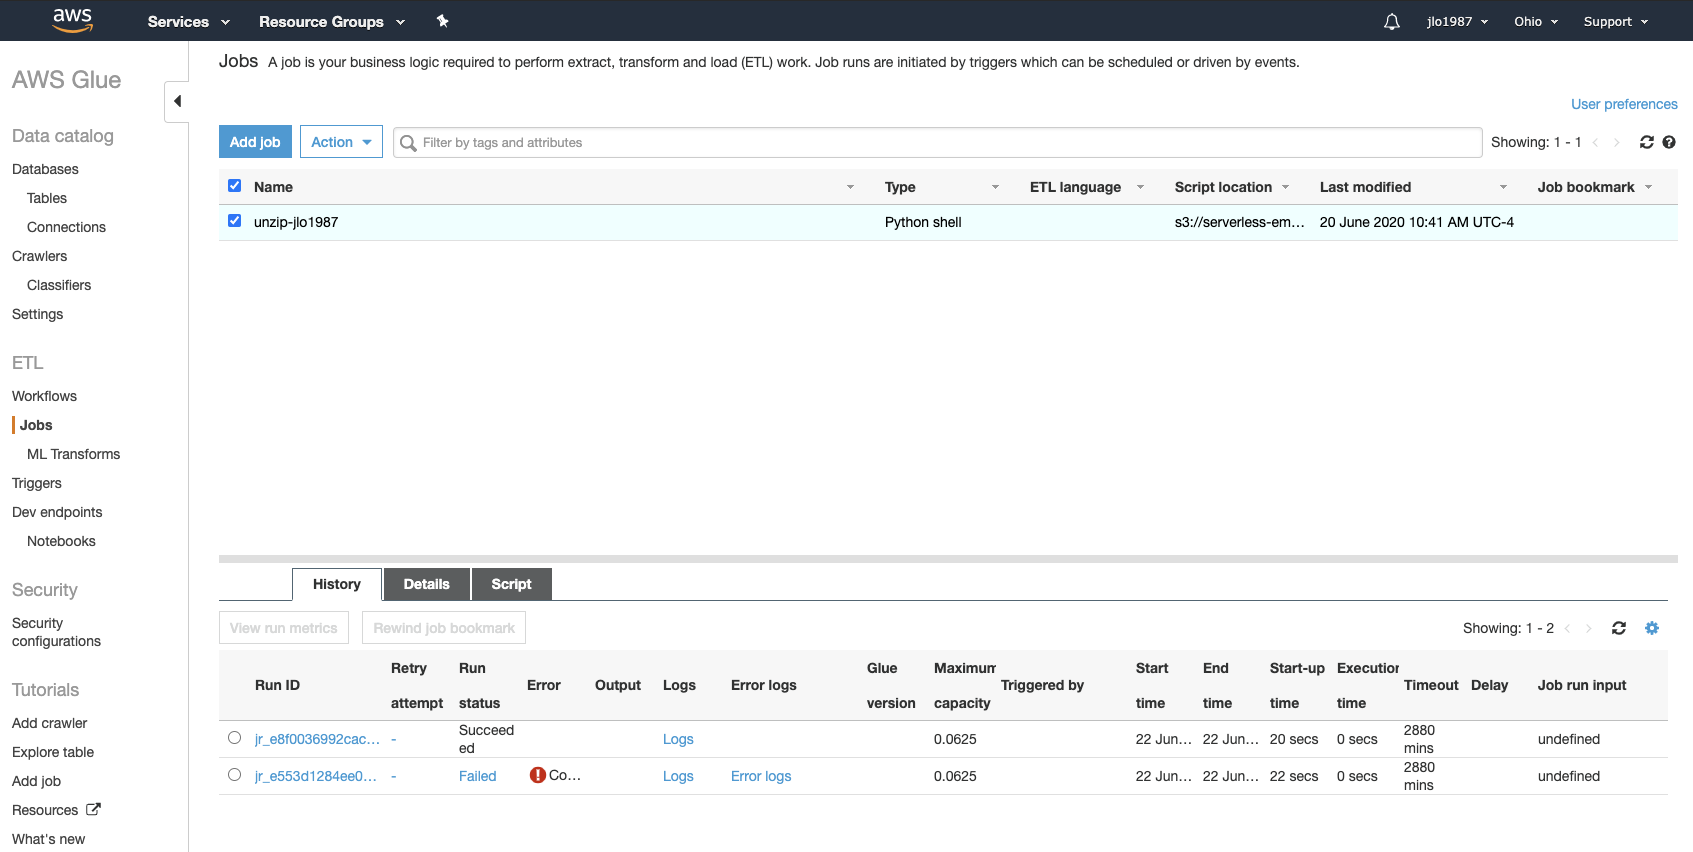 aws
Services
Resource Groups
jlo1987
Ohio
Support
AWS Glue
Data catalog
Databases
Tables
Connections
Crawlers
Classifiers
Settings
ETL
Workflows
Jobs
ML Transforms
Triggers
Dev endpoints
Notebooks
Security
Security
configurations
Tutorials
Add crawler
Explore table
Add job
Resources
What's new
Jobs A job is your business logic required to perform extract, transform and load (ETL) work. Job runs are initiated by triggers which can be scheduled or driven by events.
User preferences
Add job
Action
Filter by tags and attributes
Showing: 1 - 1
Name Type ETL language Script location Last modified Job bookmark
unzip-jlo1987 Python shell s3://serverless-em... 20 June 2020 10:41 AM UTC-4
History Details Script
View run metrics Rewind job bookmark
Showing: 1 - 2
Run ID
Retry
attempt
Run
status
Error
Output
Logs
Error logs
Glue
version
Maximum
capacity
Triggered by
Start
time
End
time
Start-up
time
Execution
time
Timeout
Delay
Job run input
jr_e8f0036992cac... -
Succeed
ed
Logs
0.0625
22 Jun... 22 Jun... 20 secs 0 secs
2880
mins
undefined
jr_e553d1284ee0... -
Failed
Co...
Logs
Error logs
0.0625
22 Jun... 22 Jun... 22 secs 0 secs
2880
mins
undefined